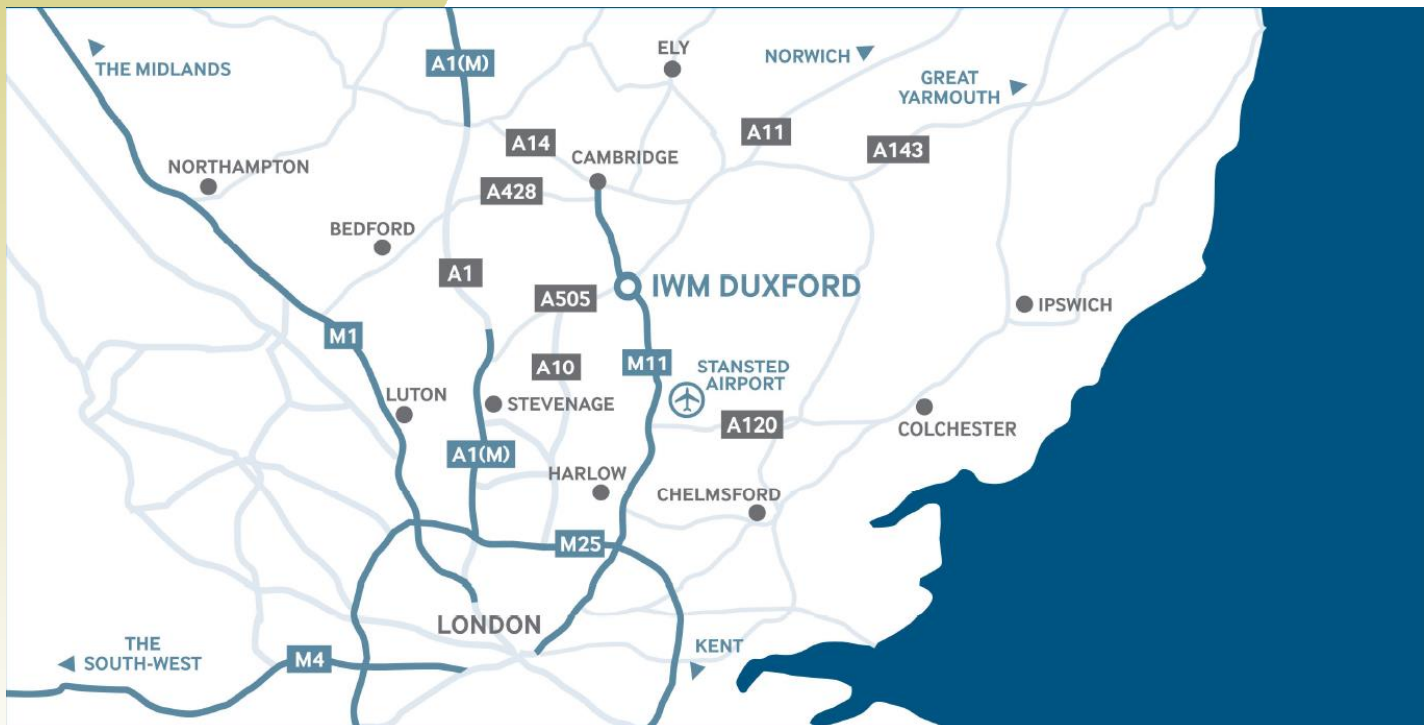 ELY
NORWICH
A1(M)
THE MIDLANDS
GREAT
YARMOUTH
A11
A14
A143
CAMBRIDGE
NORTHAMPTON
A428
BEDFORD
A1
IWM DUXFORD
A505
IPSWICH
M1
M11
A10
STANSTED
AIRPORT
LUTON
STEVENAGE
A120
COLCHESTER
A1(M)
HARLOW
CHELMSFORD
M25
LONDON
THE
SOUTH-WEST
M4
KENT